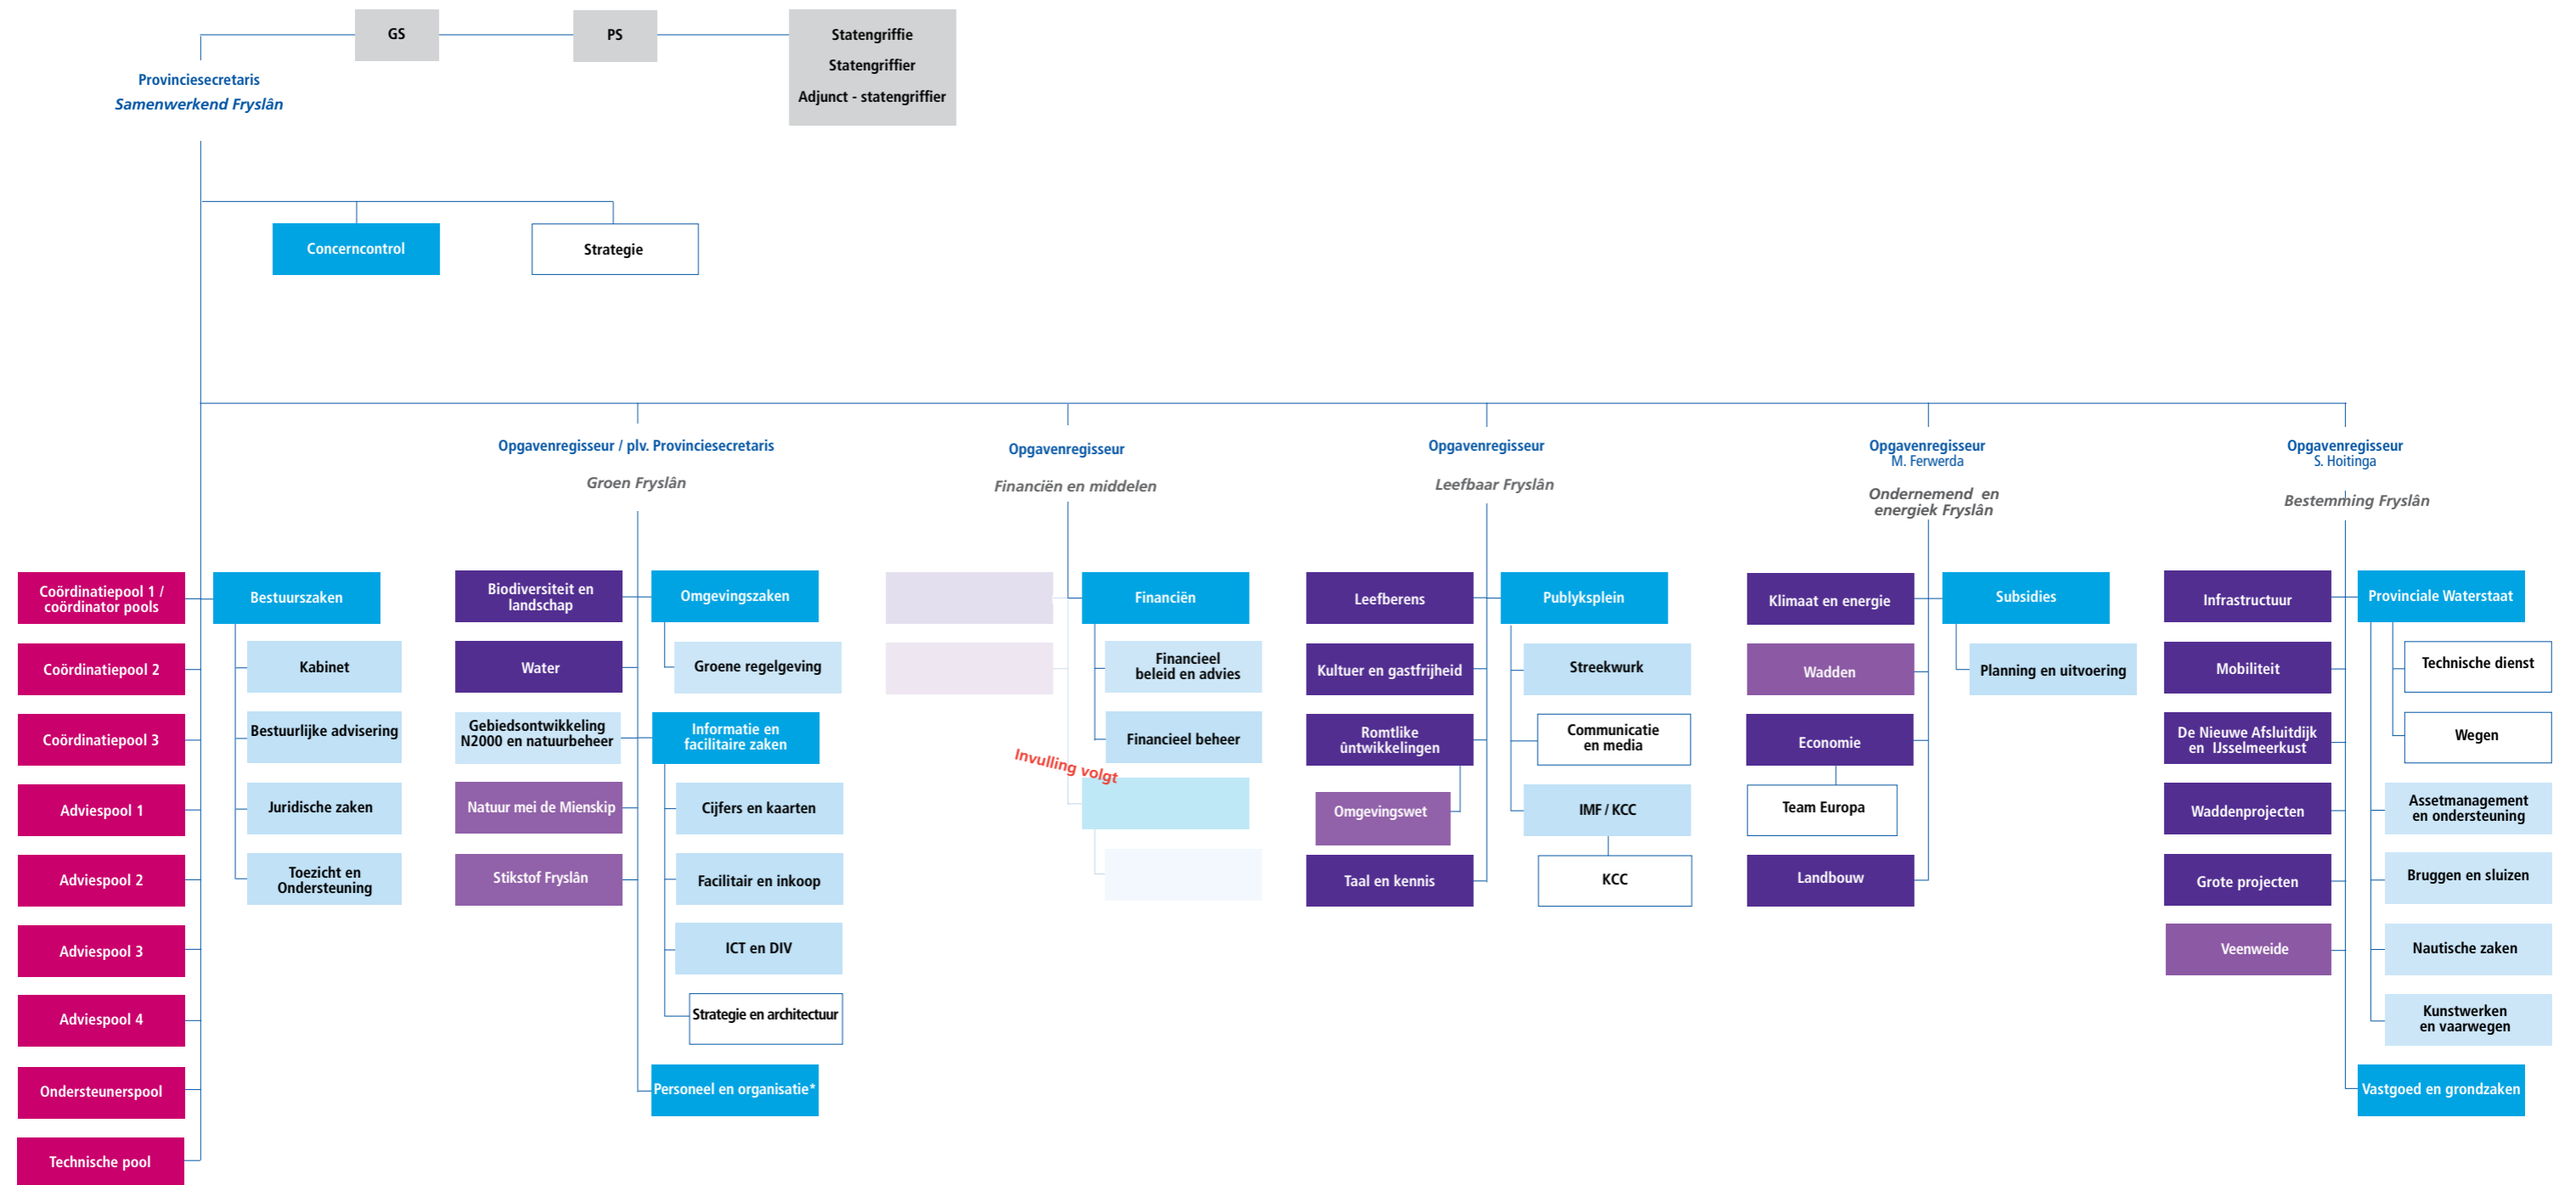 GS
PS
Statengriffie
Statengriffier
Adjunct - statengriffier
Provinciesecretaris
Samenwerkend Fryslân
Concerncontrol
Strategie
Opgavenregisseur / plv. Provinciesecretaris
Groen Fryslân
Opgavenregisseur
Financiën en middelen
Opgavenregisseur
Leefbaar Fryslân
Opgavenregisseur
M. Ferwerda
Ondernemend en
energiek Fryslân
Opgavenregisseur
S. Hoitinga
Bestemming Fryslân
Coördinatiepool 1 /
coördinator pools
Coördinatiepool 2
Coördinatiepool 3
Adviespool 1
Adviespool 2
Adviespool 3
Adviespool 4
Ondersteunerspool
Technische pool
Bestuurszaken
Kabinet
Bestuurlijke advisering
Juridische zaken
Toezicht en
Ondersteuning
Biodiversiteit en
landschap
Water
Gebiedsontwikkeling
N2000 en natuurbeheer
Natuur mei de Mienskip
Stikstof Fryslân
Omgevingszaken
Groene regelgeving
Informatie en
facilitaire zaken
Cijfers en kaarten
Facilitair en inkoop
ICT en DIV
Strategie en architectuur
Personeel en organisatie*
Financiën
Financieel
beleid en advies
Financieel beheer
Invulling volgt
Leefberens
Kultuer en gastfrijheid
Romtlike
ûntwikkelingen
Omgevingswet
Taal en kennis
Publyksplein
Streekwurk
Communicatie
en media
IMF / KCC
KCC
Klimaat en energie
Wadden
Economie
Team Europa
Landbouw
Subsidies
Planning en uitvoering
Infrastructuur
Mobiliteit
De Nieuwe Afsluitdijk
en IJsselmeerkust
Waddenprojecten
Grote projecten
Veenweide
Provinciale Waterstaat
Technische dienst
Wegen
Assetmanagement
en ondersteuning
Bruggen en sluizen
Nautische zaken
Kunstwerken
en vaarwegen
Vastgoed en grondzaken